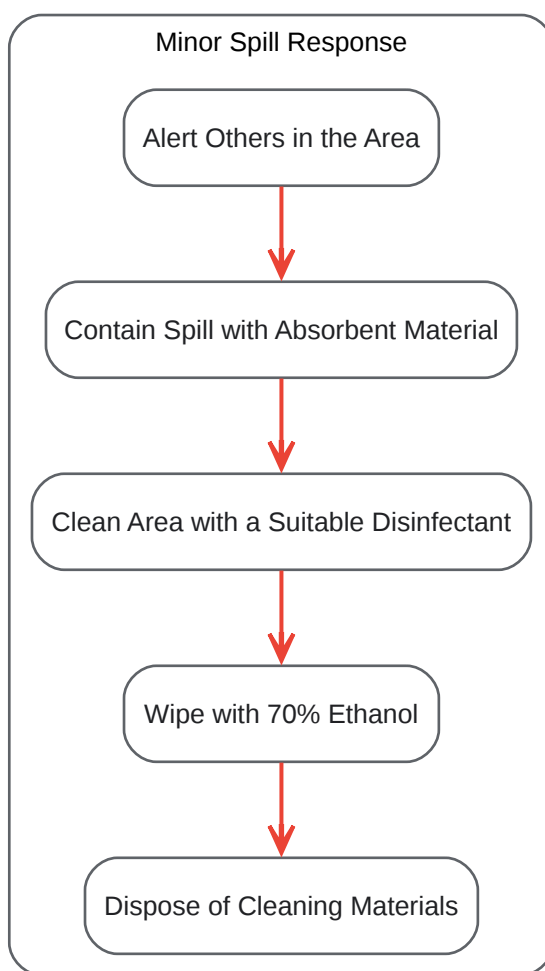 Minor Spill Response
Alert Others in the Area
Contain Spill with Absorbent Material
Clean Area with a Suitable Disinfectant
Wipe with 70% Ethanol
Dispose of Cleaning Materials